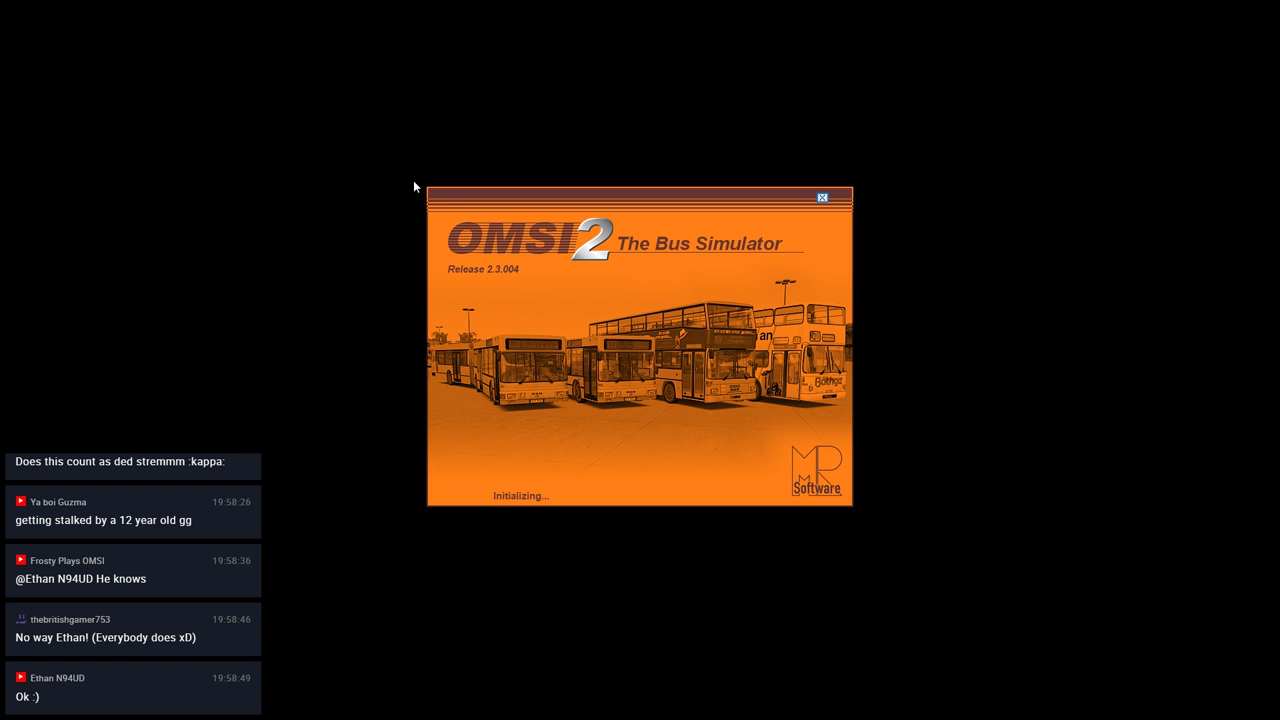 OMSI 2 The Bus Simulator
Release 2.3.004
an
MR
Software
Initializing...
Does this count as ded stremmm :kappa:
Ya boi Guzma 19:58:26
getting stalked by a 12 year old gg
Frosty Plays OMSI 19:58:36
@Ethan N94UD He knows
thebritishgamer753 19:58:46
No way Ethan! (Everybody does xD)
Ethan N94UD 19:58:49
Ok :)